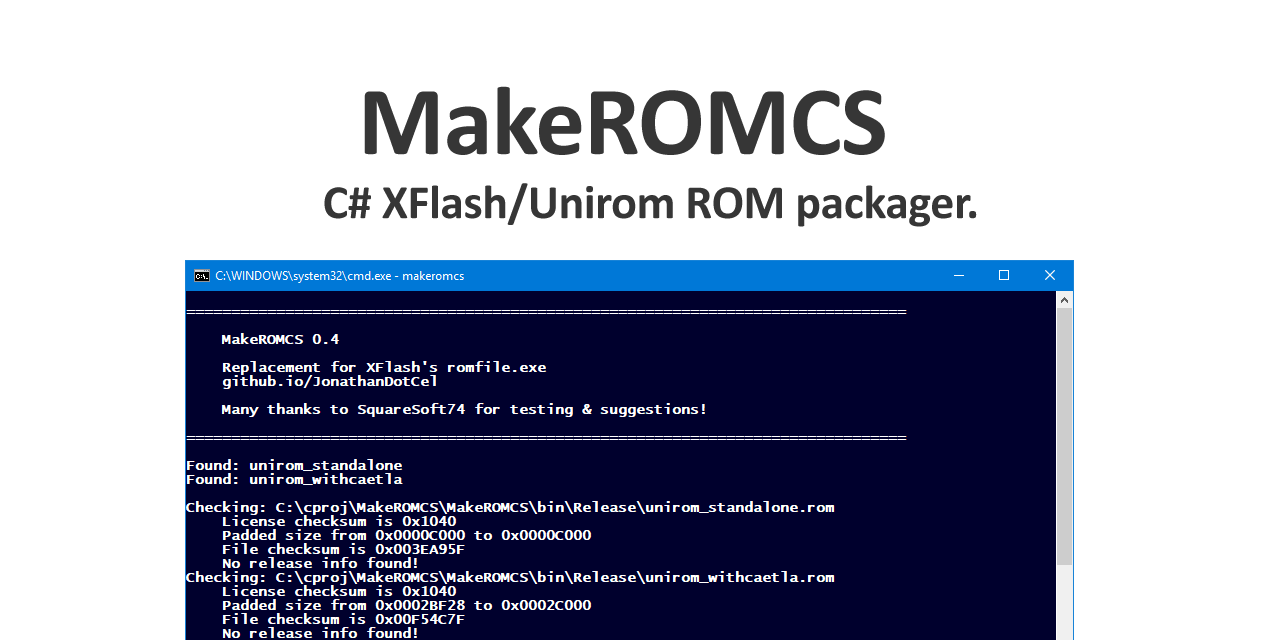 MakeROMCS
C# XFlash/Unirom ROM packager.
C:\WINDOWS\system32\cmd.exe - makeromcs
================================================================================
MakeROMCS 0.4
Replacement for XFlash's romfile.exe
github.io/JonathanDotCel
Many thanks to SquareSoft74 for testing & suggestions!
================================================================================
Found: unirom_standalone
Found: unirom_withcaetla
Checking: C:\cproj\MakeROMCS\MakeROMCS\bin\Release\unirom_standalone.rom
License checksum is 0x1040
Padded size from 0x0000C000 to 0x0000C000
File checksum is 0x003EA95F
No release info found!
Checking: C:\cproj\MakeROMCS\MakeROMCS\bin\Release\unirom_withcaetla.rom
License checksum is 0x1040
Padded size from 0x0002BF28 to 0x0002C000
File checksum is 0x00F54C7F
No release info found!